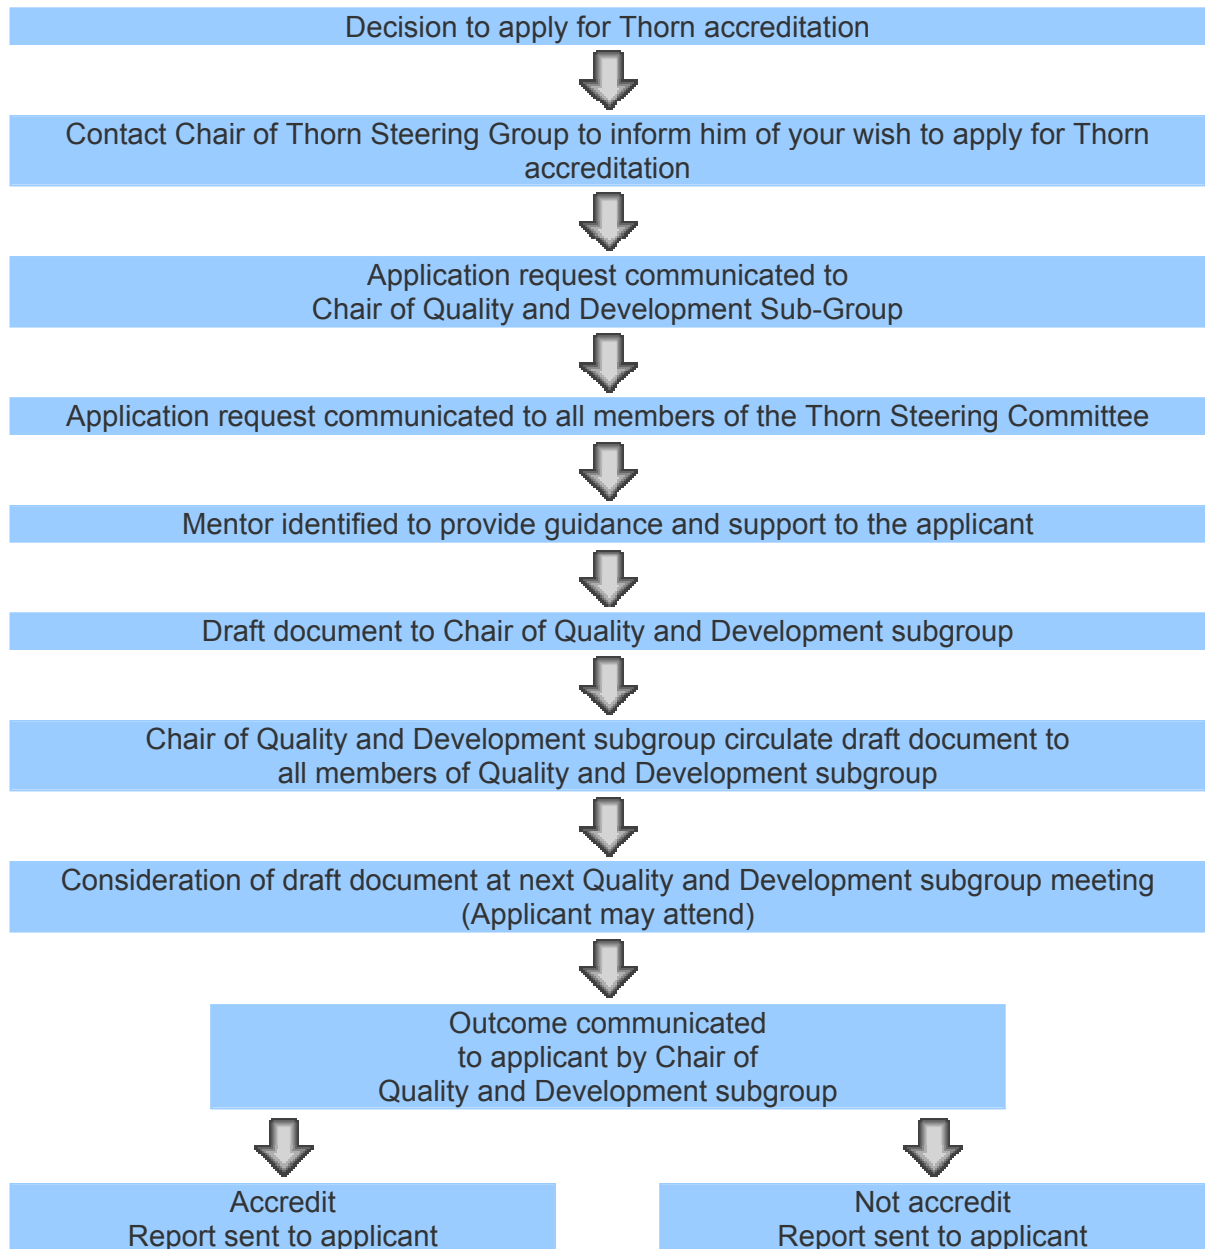 Decision to apply for Thorn accreditation
Contact Chair of Thorn Steering Group to inform him of your wish to apply for Thorn
accreditation
Application request communicated to
Chair of Quality and Development Sub-Group
Application request communicated to all members of the Thorn Steering Committee
Mentor identified to provide guidance and support to the applicant
Draft document to Chair of Quality and Development subgroup
Chair of Quality and Development subgroup circulate draft document to
all members of Quality and Development subgroup
Consideration of draft document at next Quality and Development subgroup meeting
(Applicant may attend)
Outcome communicated
to applicant by Chair of
Quality and Development subgroup
Accredit
Report sent to applicant
Not accredit
Report sent to applicant